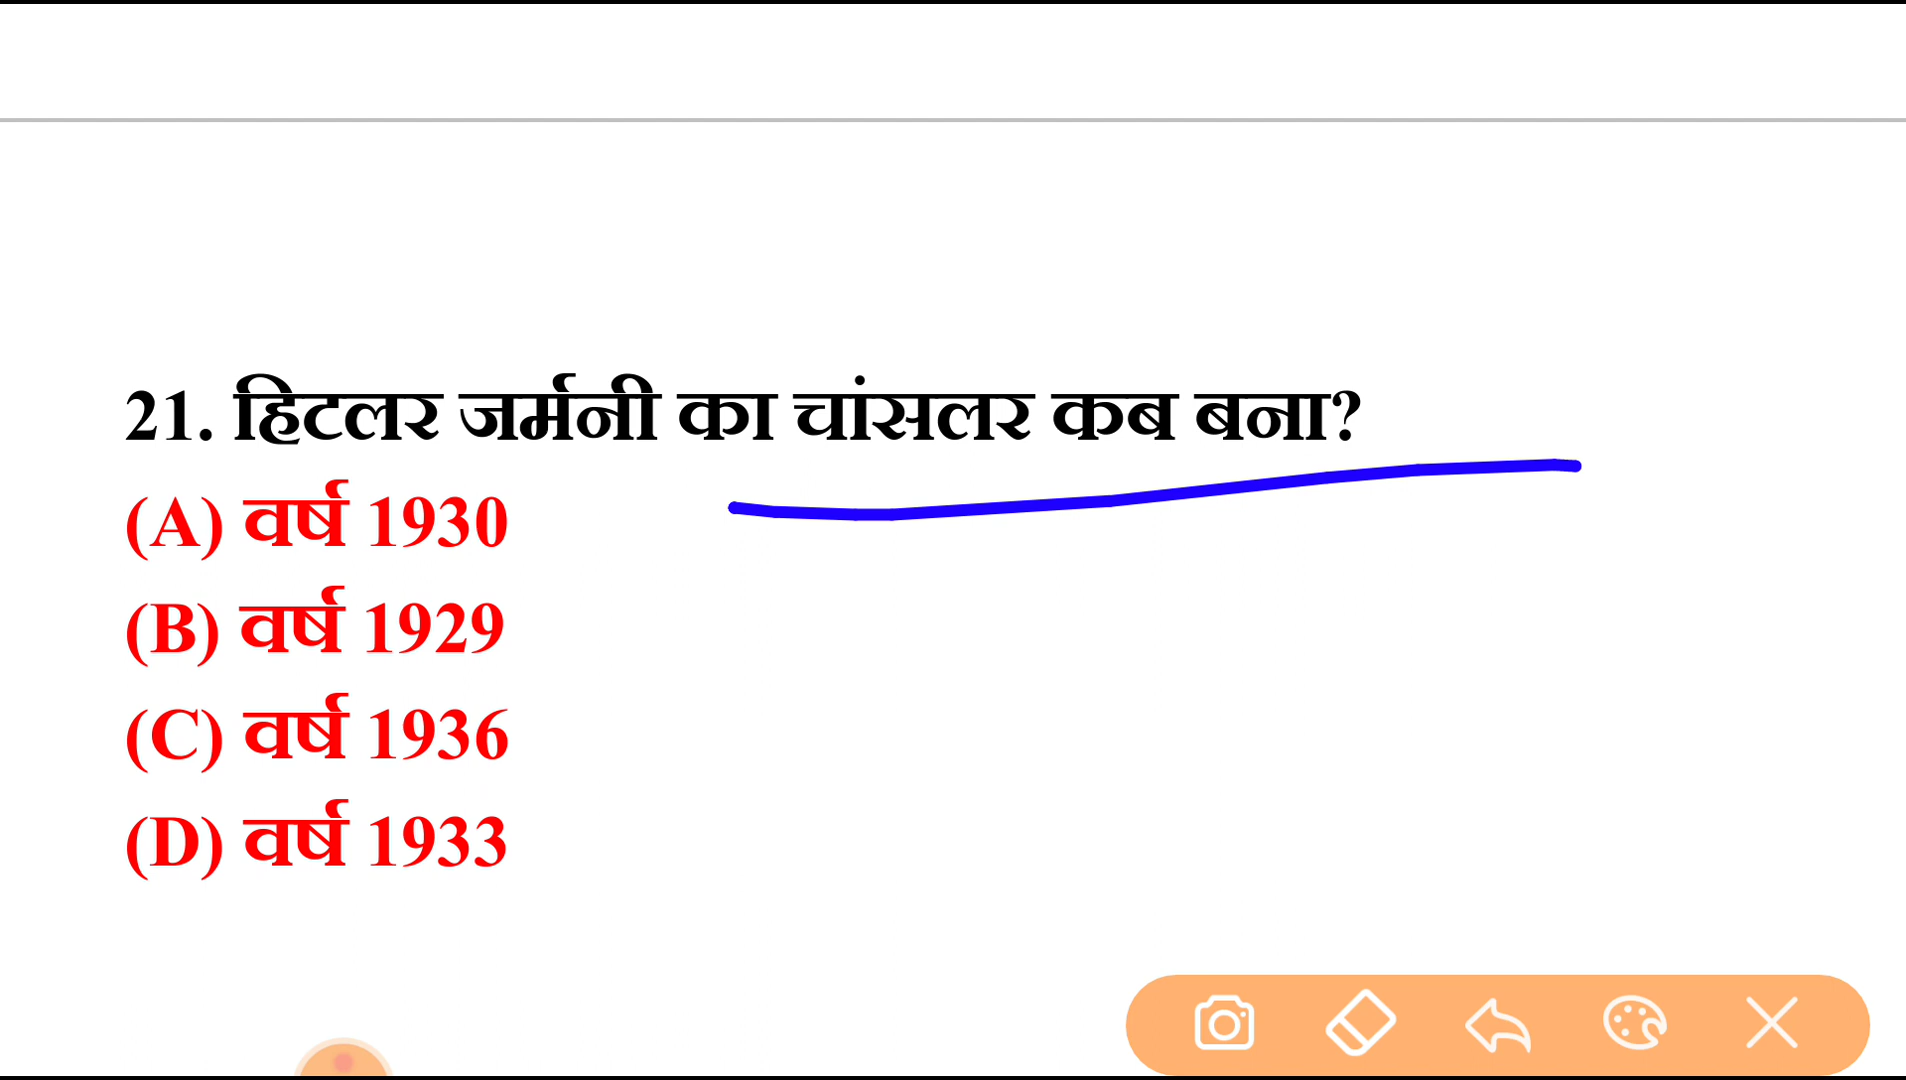 21. हिटलर जर्मनी का चांसलर कब बना?
(A) वर्ष 1930
(B) वर्ष 1929
(C) वर्ष 1936
(D) वर्ष 1933